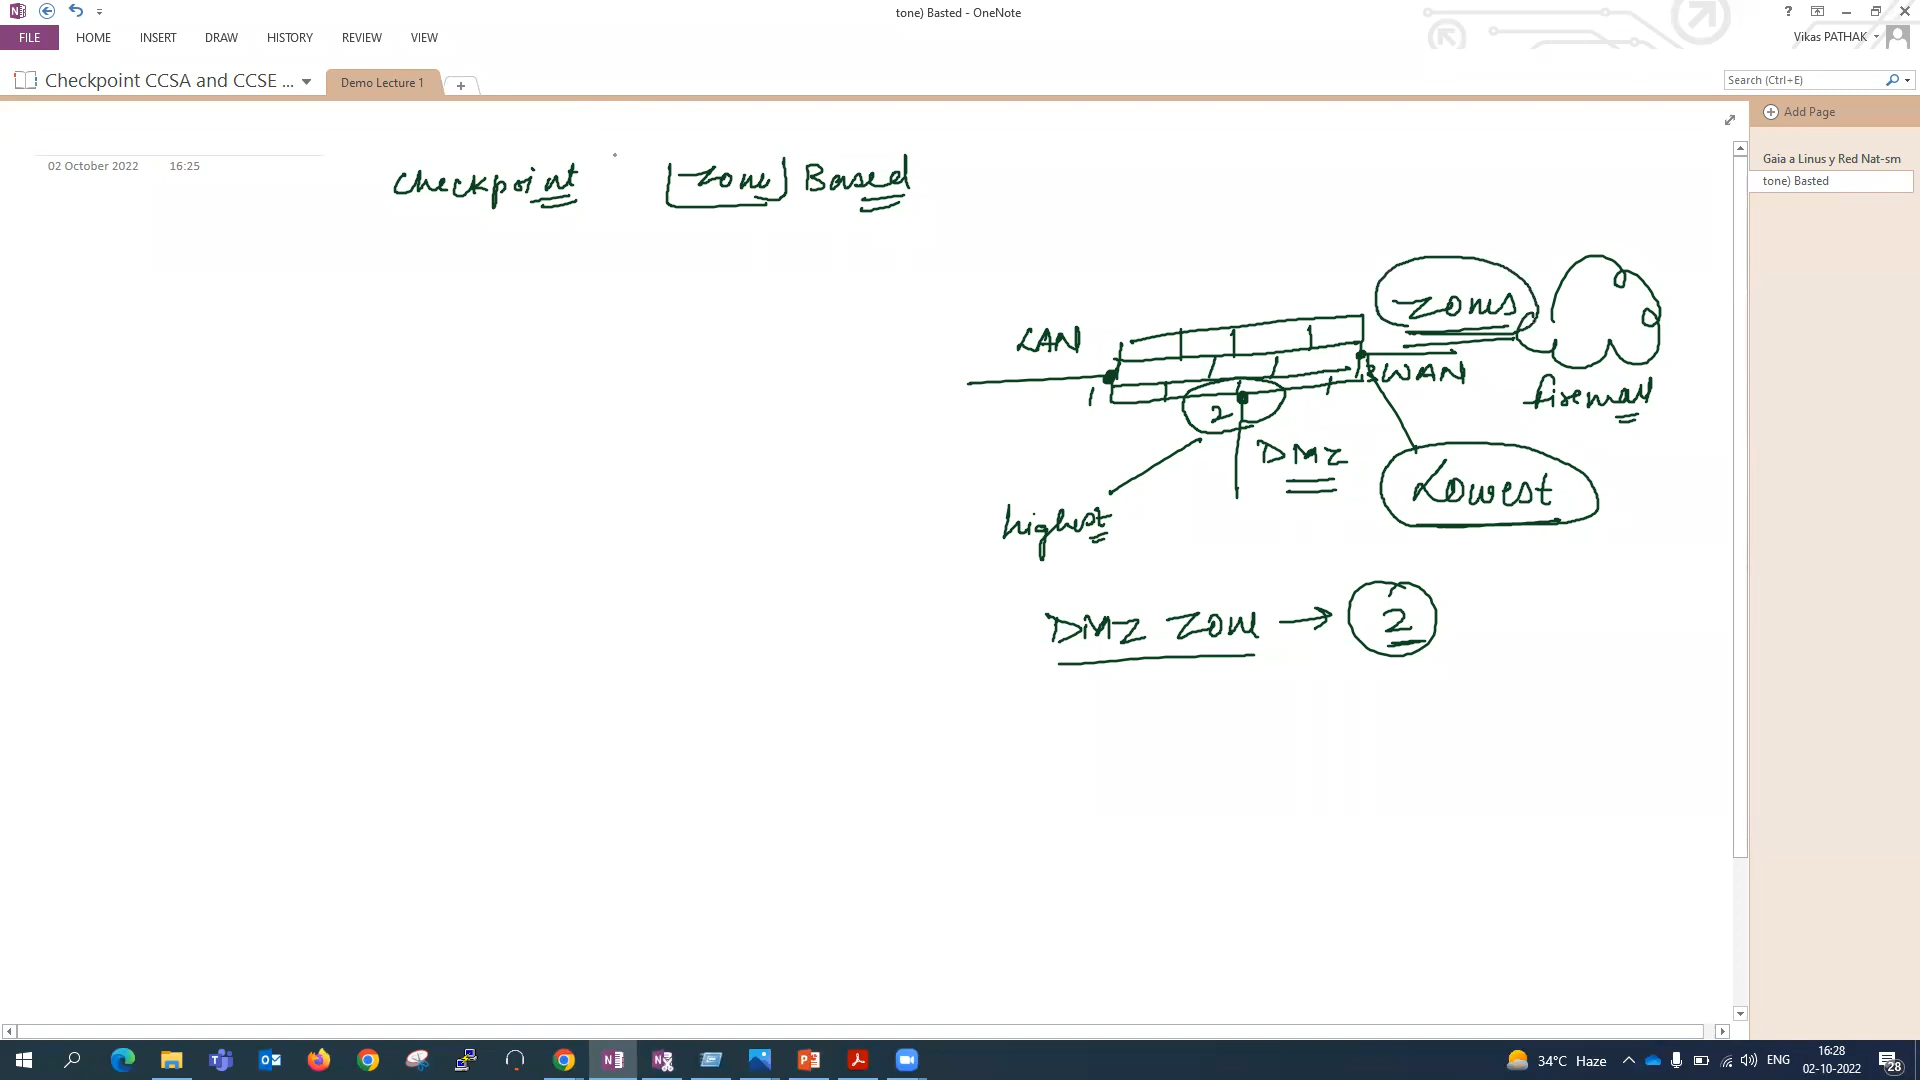 tone) Basted - OneNote
FILE HOME INSERT DRAW HISTORY REVIEW VIEW
Vikas PATHAK
Checkpoint CCSA and CCSE ...
Demo Lecture 1
Search (Ctrl+E)
Add Page
Gaia a Linus y Red Nat-sm
tone) Basted
02 October 2022 16:25
Checkpoint Zone Based
Zones
LAN
1
3 WAN
firewall
2
DMZ
Lowest
highest
DMZ Zone → 2
34°C Haze
ENG
16:28
02-10-2022
28